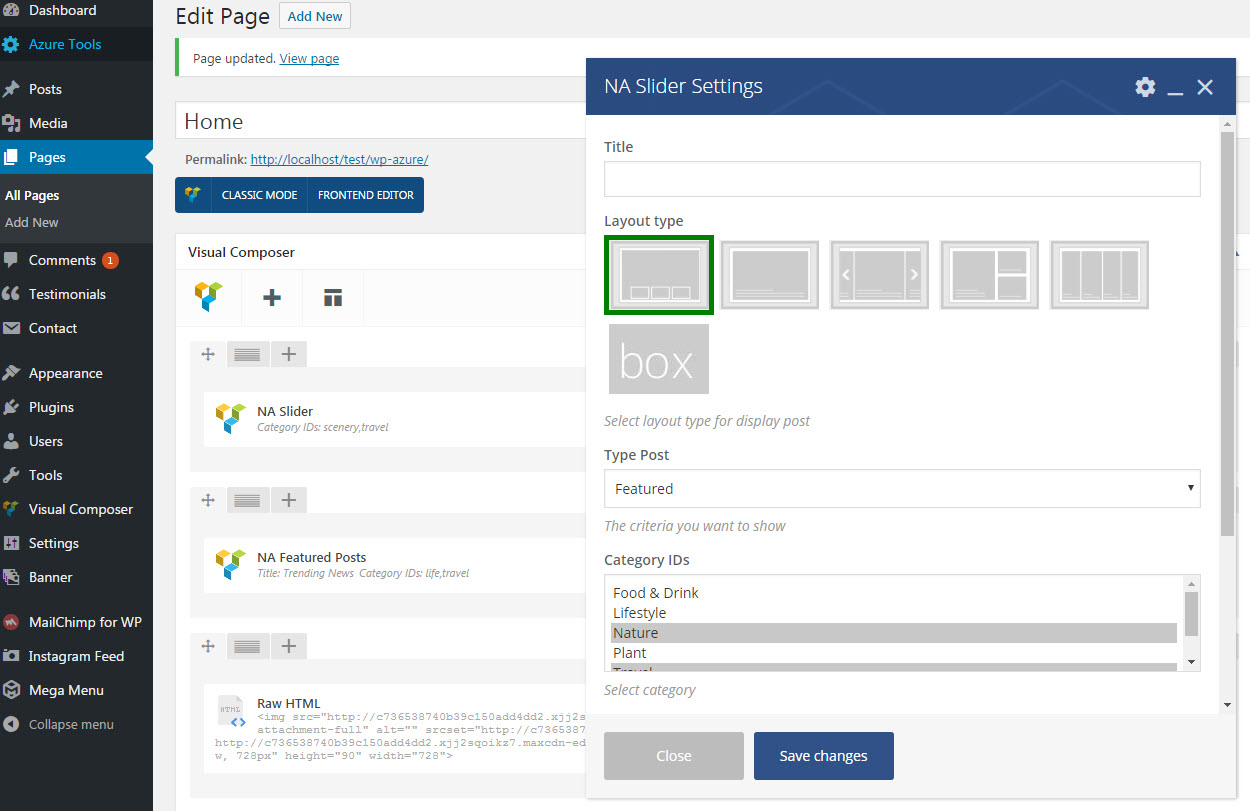 Dashboard
Azure Tools
Posts
Media
Pages
All Pages
Add New
Comments 1
Testimonials
Contact
Appearance
Plugins
Users
Tools
Visual Composer
Settings
Banner
MailChimp for WP
Instagram Feed
Mega Menu
Collapse menu
Edit Page Add New
Page updated. View page
Home
Permalink: http://localhost/test/wp-azure/
CLASSIC MODE FRONTEND EDITOR
Visual Composer
NA Slider
Category IDs: scenery,travel
NA Featured Posts
Title: Trending News Category IDs: life,travel
HTML
Raw HTML
<img src="http://c736538740b39c150add4dd2.xjj2s
attachment-full" alt="" srcset="http://c736538
http://c736538740b39c150add4dd2.xjj2sqoikz7.maxcdn-ed
w, 728px" height="90" width="728">
NA Slider Settings
Title
Layout type
box
Select layout type for display post
Type Post
Featured
The criteria you want to show
Category IDs
Food & Drink
Lifestyle
Nature
Plant
Travel
Select category
Close Save changes